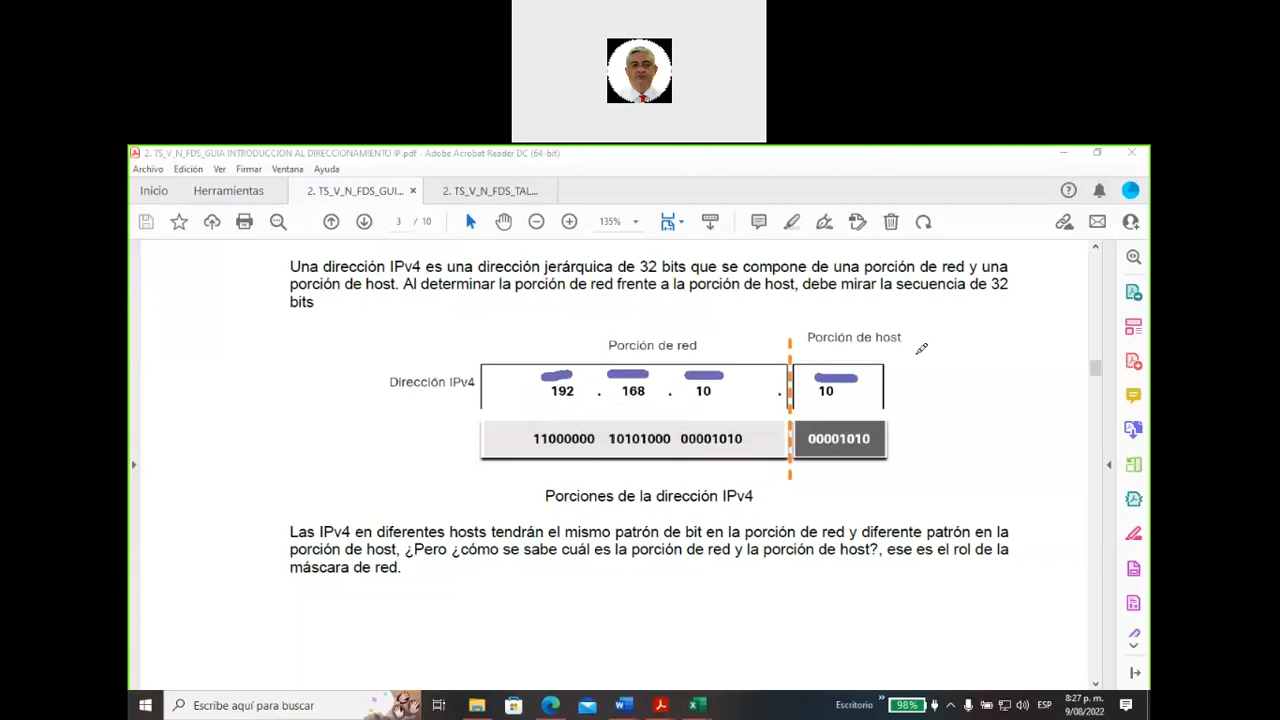 2. TS_V_N_FDS_GUIA INTRODUCCION AL DIRECCIONAMIENTO IP.pdf - Adobe Acrobat Reader DC (64-bit)
Archivo Edición Ver Firmar Ventana Ayuda
Inicio Herramientas 2. TS_V_N_FDS_GUI... × 2. TS_V_N_FDS_TAL...
3 / 10 135%
Una dirección IPv4 es una dirección jerárquica de 32 bits que se compone de una porción de red y una
porción de host. Al determinar la porción de red frente a la porción de host, debe mirar la secuencia de 32
bits
Porción de red Porción de host
Dirección IPv4 192 . 168 . 10 . 10
11000000 10101000 00001010 00001010
Porciones de la dirección IPv4
Las IPv4 en diferentes hosts tendrán el mismo patrón de bit en la porción de red y diferente patrón en la
porción de host, ¿Pero ¿cómo se sabe cuál es la porción de red y la porción de host?, ese es el rol de la
máscara de red.
Escribe aquí para buscar Escritorio 98% ESP 8:27 p. m.
9/08/2022